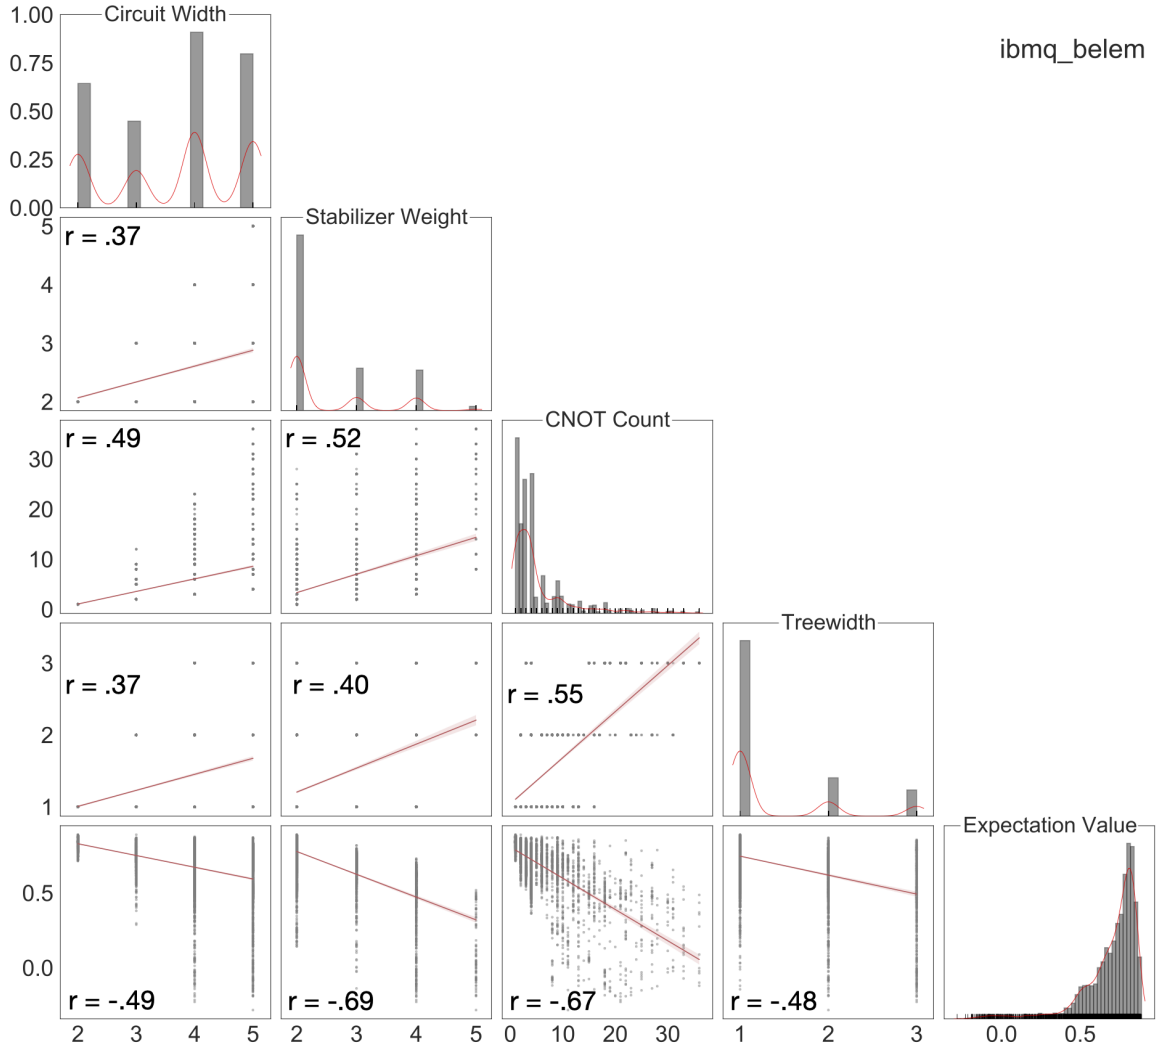 Circuit Width
ibmq_belem
1.00
0.75
0.50
0.25
0.00
Stabilizer Weight
r = .37
5
4
3
2
CNOT Count
r = .49
r = .52
30
20
10
0
Treewidth
r = .37
r = .40
r = .55
3
2
1
Expectation Value
0.5
0.0
r = -.49
r = -.69
r = -.67
r = -.48
2 3 4 5 2 3 4 5 0 10 20 30 1 2 3 0.0 0.5